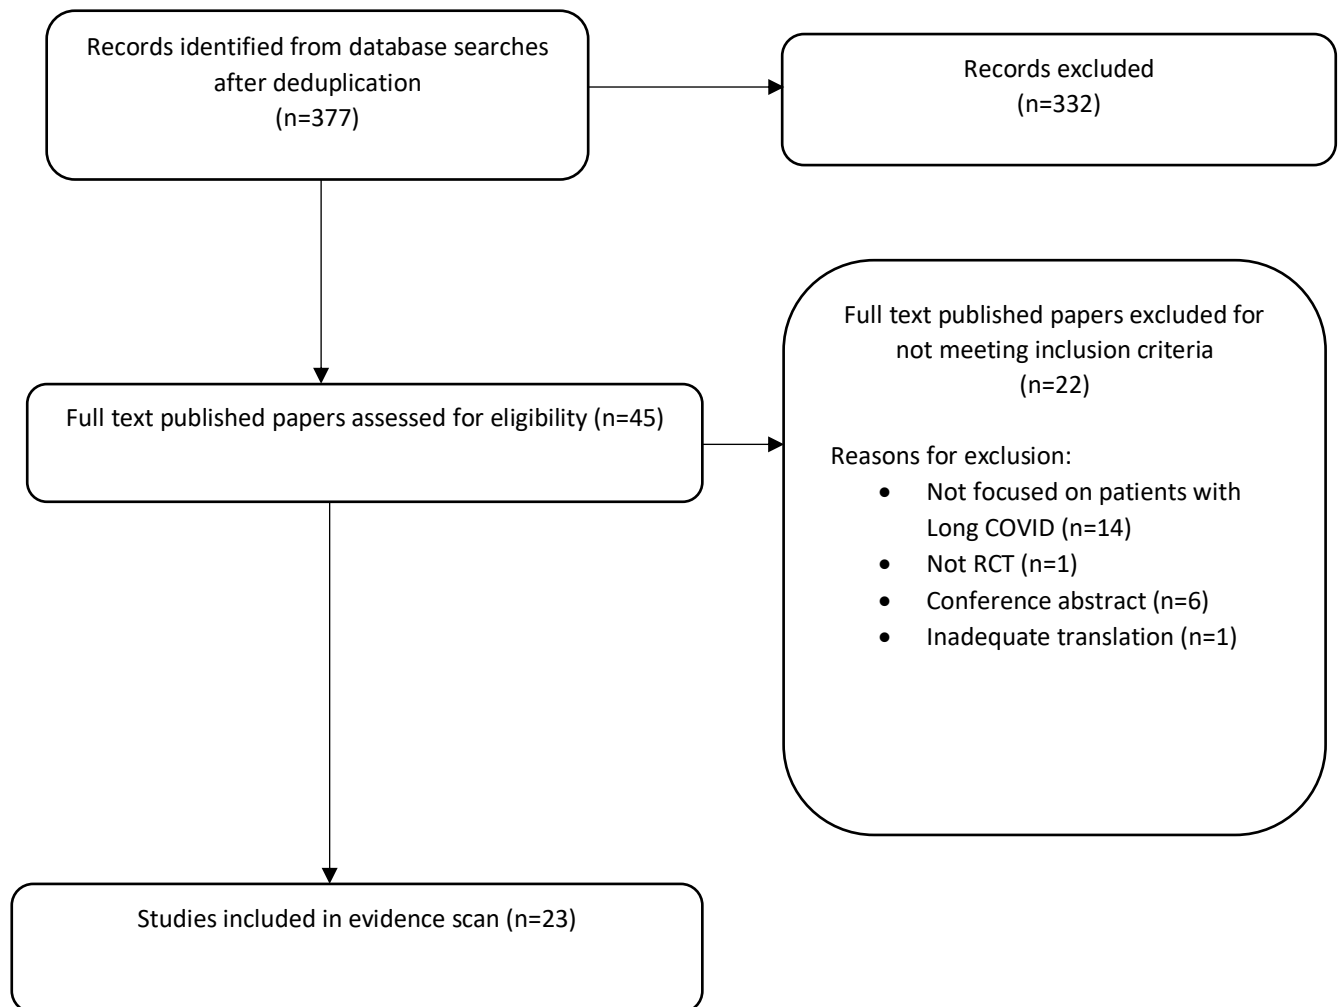 Records identified from database searches
after deduplication
(n=377)
Records excluded
(n=332)
Full text published papers assessed for eligibility (n=45)
Full text published papers excluded for
not meeting inclusion criteria
(n=22)
Reasons for exclusion:
• Not focused on patients with
Long COVID (n=14)
• Not RCT (n=1)
• Conference abstract (n=6)
• Inadequate translation (n=1)
Studies included in evidence scan (n=23)